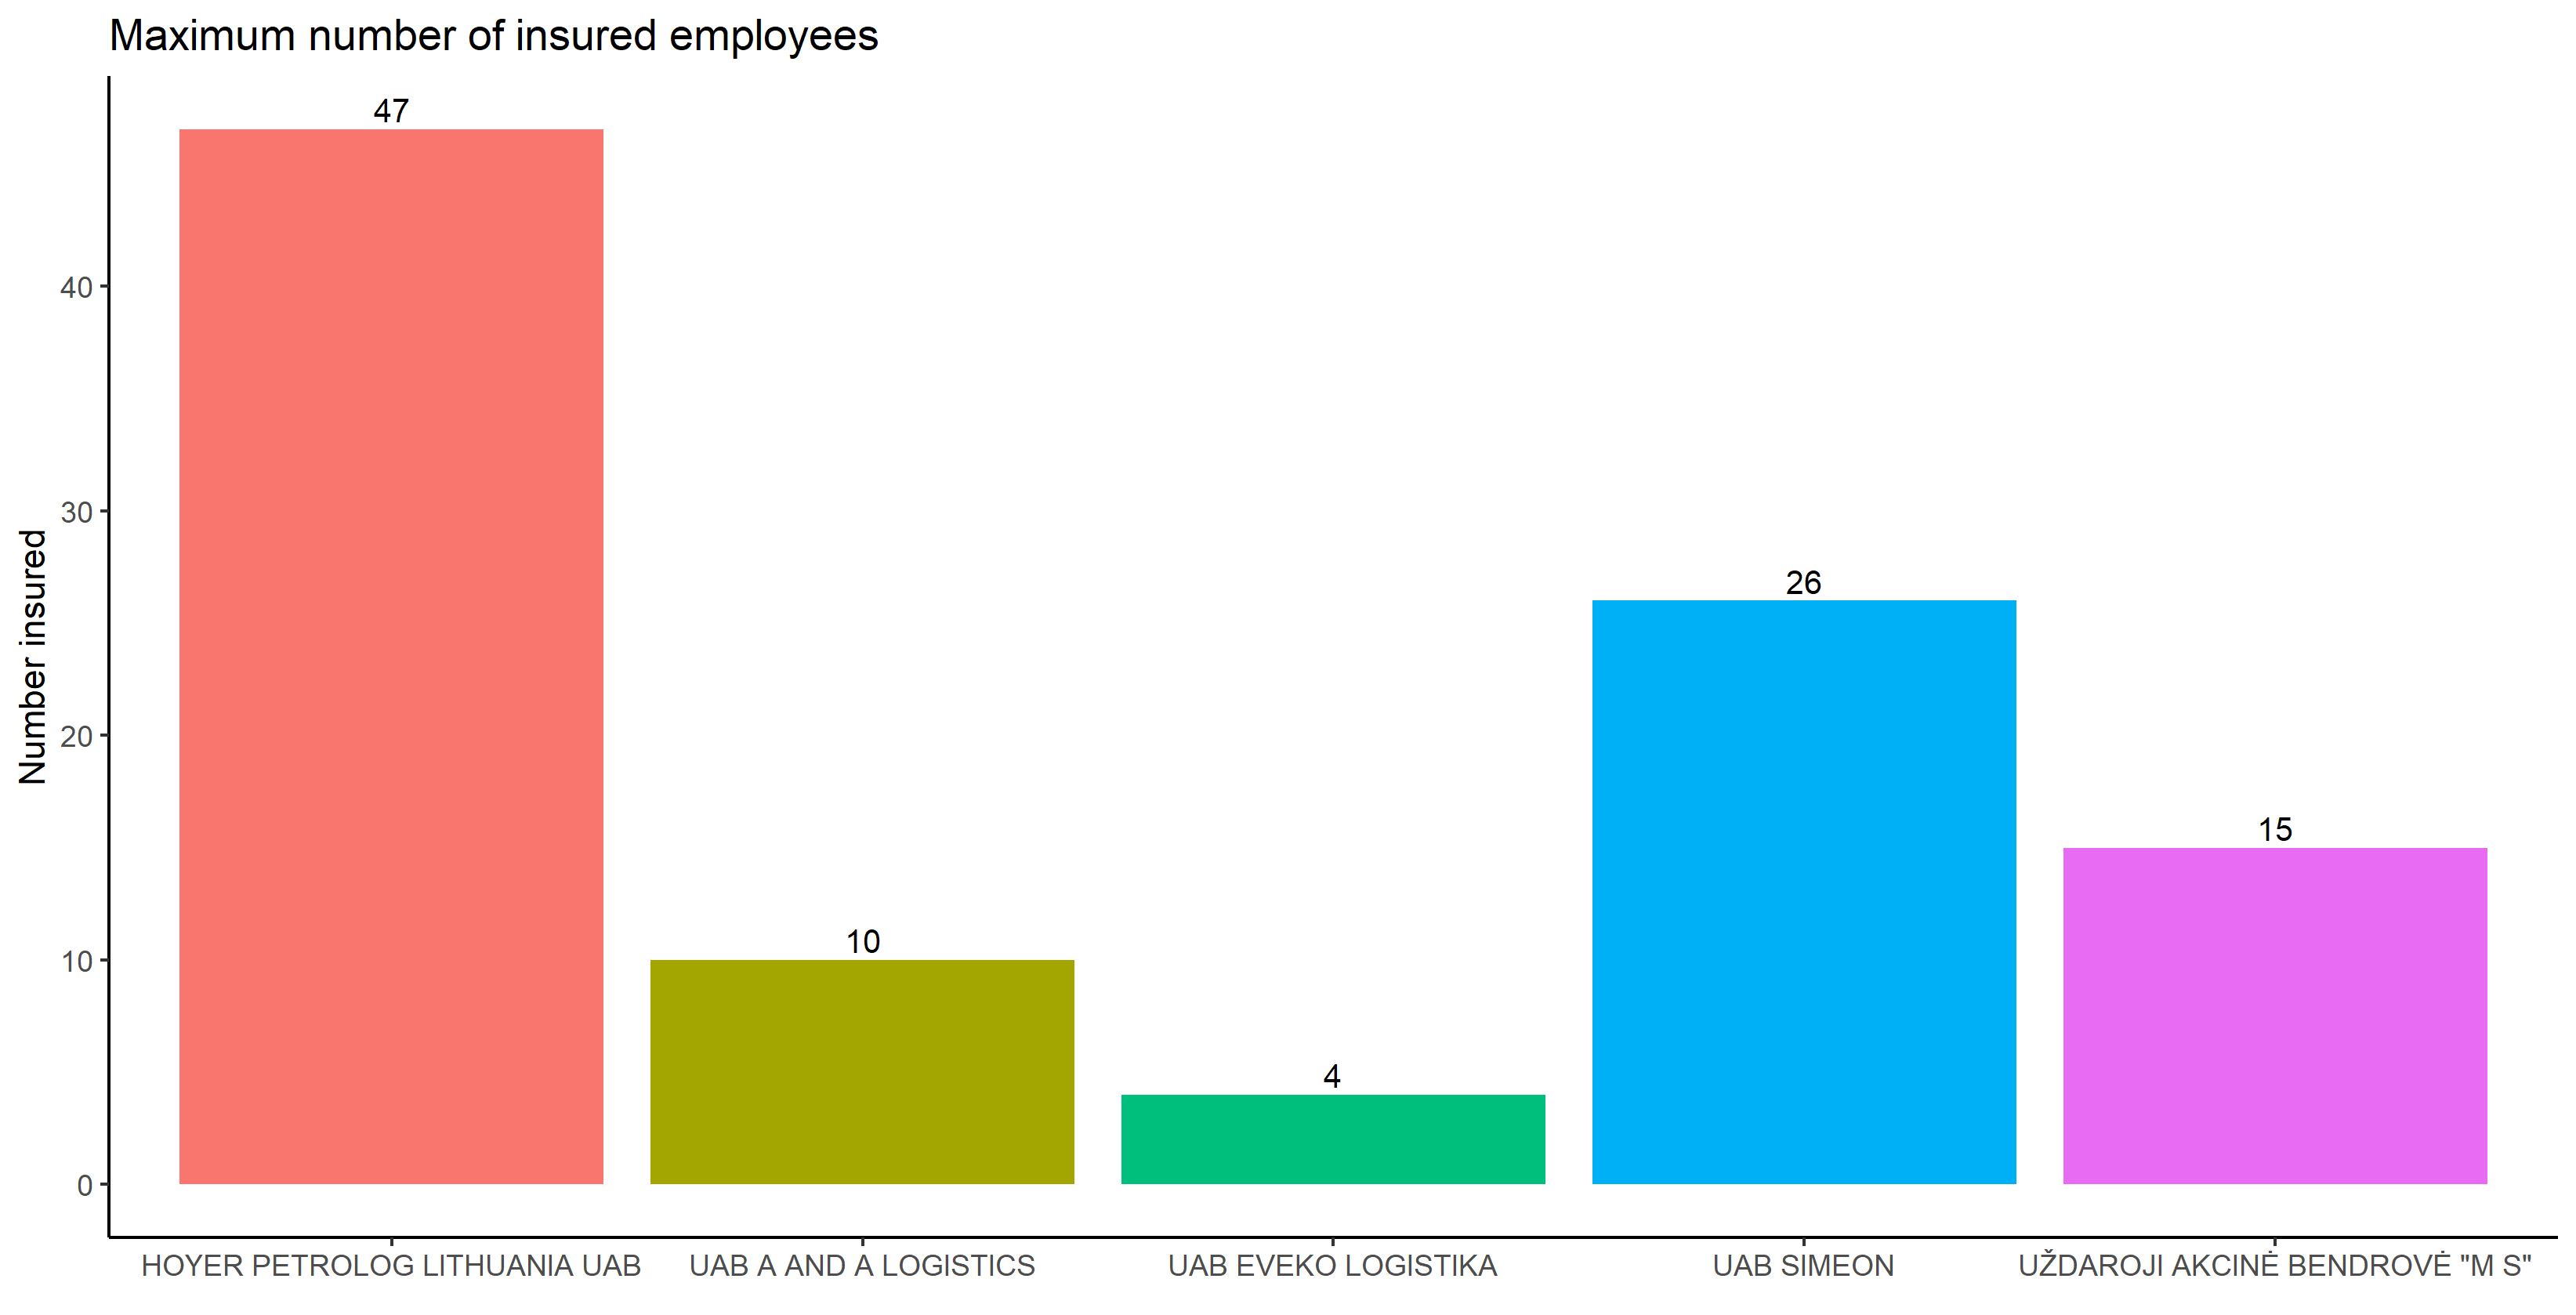 Maximum number of insured employees
47
40
30
26
20
15
10
10
4
0
Number insured
HOYER PETROLOG LITHUANIA UAB
UAB A AND A LOGISTICS
UAB EVEKO LOGISTIKA
UAB SIMEON
UŽDAROJI AKCINĖ BENDROVĖ "M S"